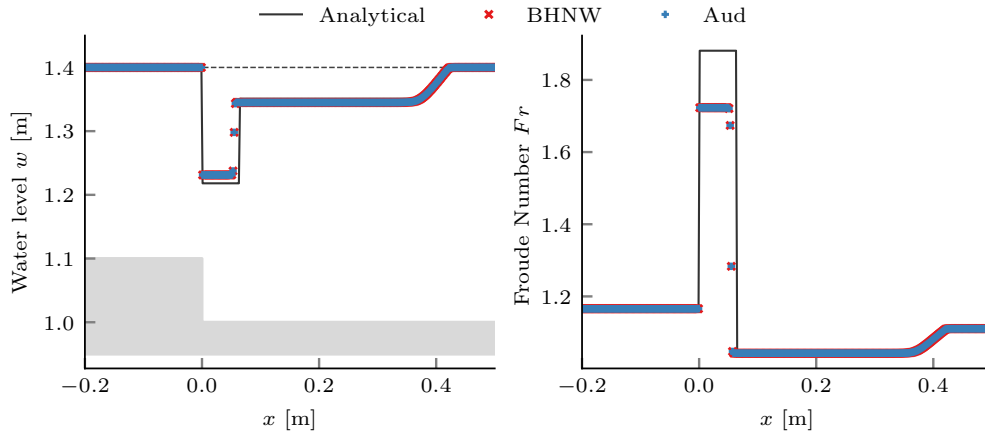 Analytical BHNW Aud
Water level w [m]
1.4
1.3
1.2
1.1
1.0
−0.2 0.0 0.2 0.4
x [m]
Froude Number Fr
1.8
1.6
1.4
1.2
−0.2 0.0 0.2 0.4
x [m]